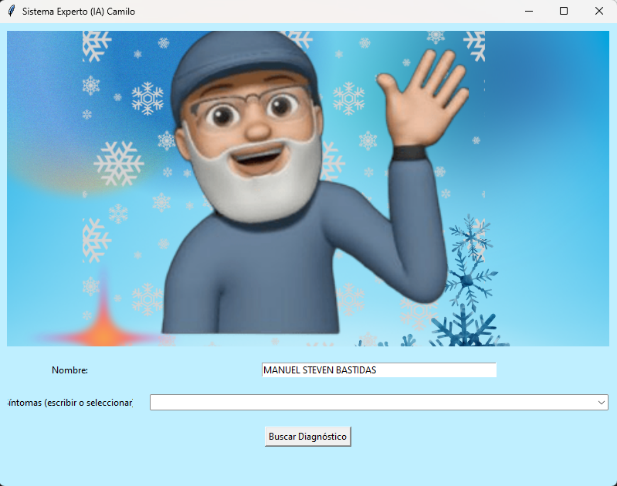 Sistema Experto (IA) Camilo
Nombre:
MANUEL STEVEN BASTIDAS
íntomas (escribir o seleccionar)
Buscar Diagnóstico